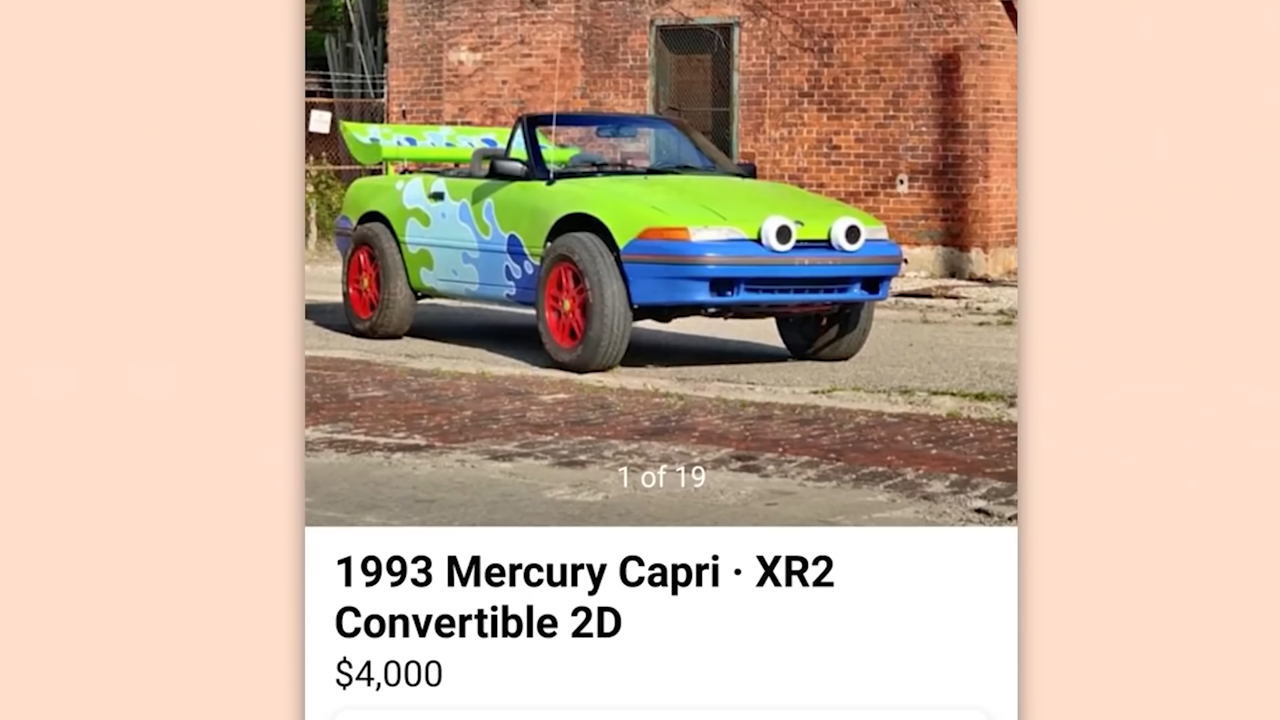 1 of 19
1993 Mercury Capri · XR2
Convertible 2D
$4,000